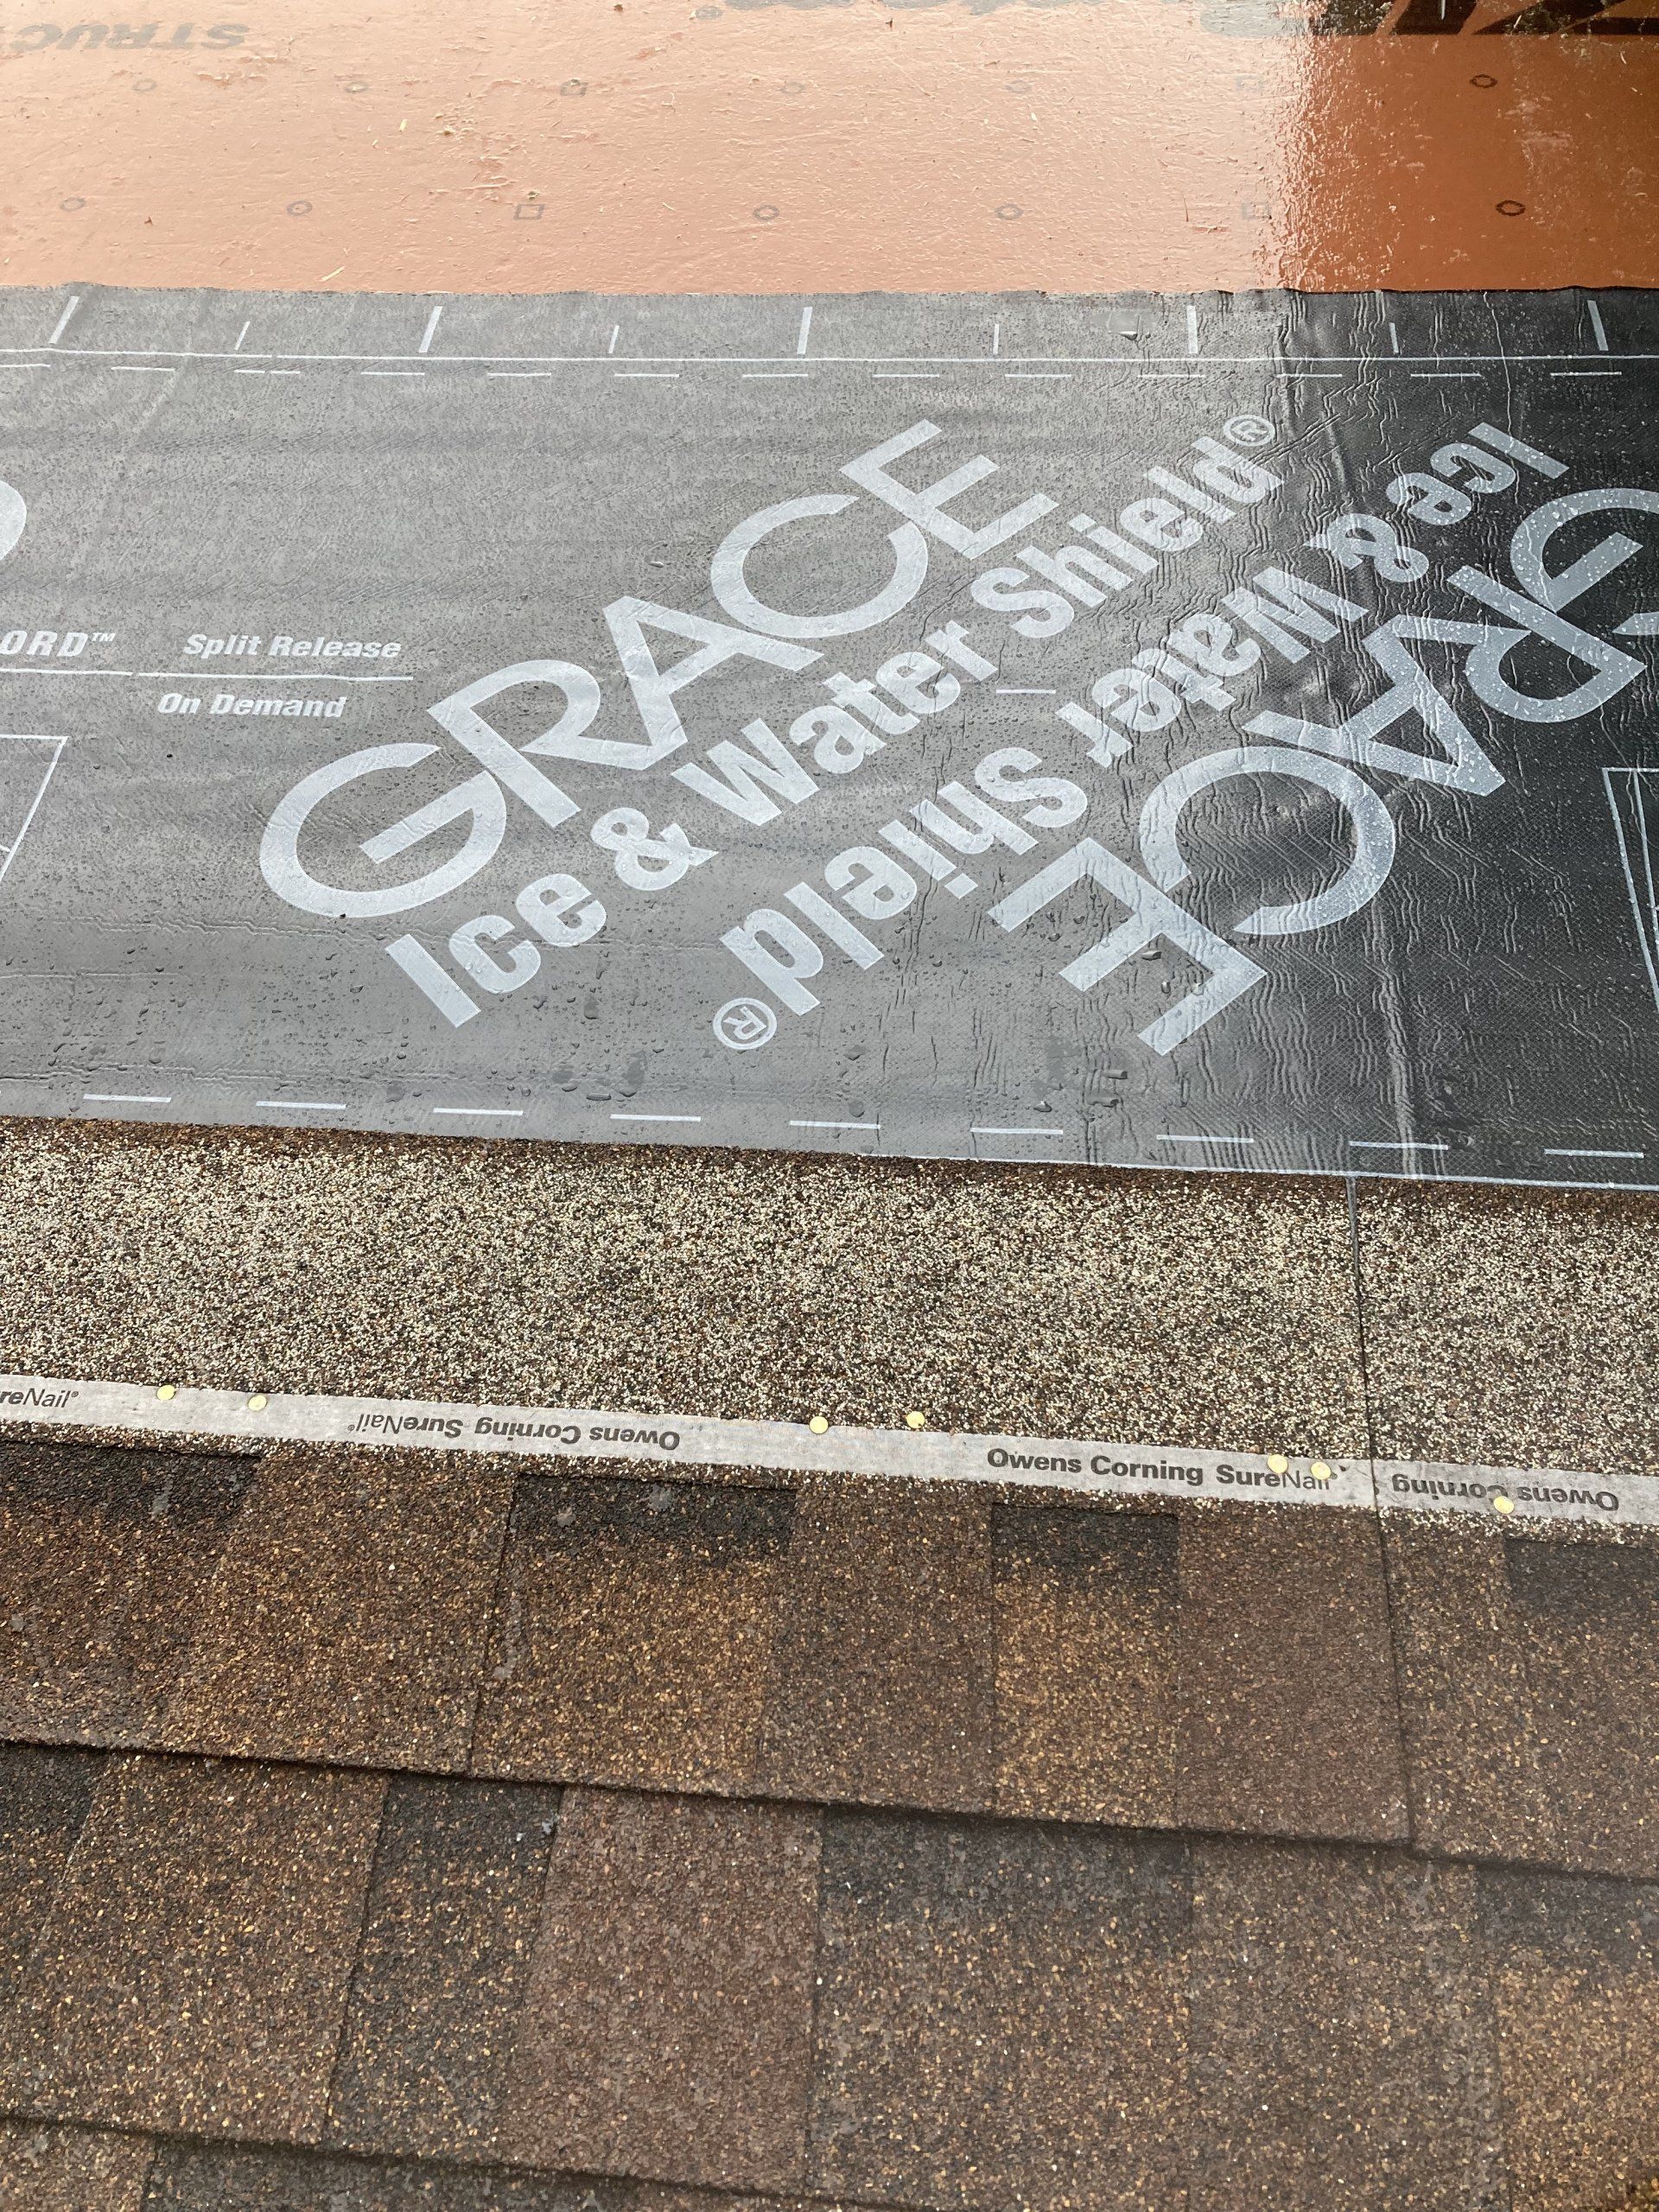 STRUC
ORD™ Split Release
On Demand
GRACE
Ice & Water Shield®
GRACE
Ice & Water Shield®
reNail®
Owens Corning SureNail®
Owens Corning SureNail®
Owens Corning